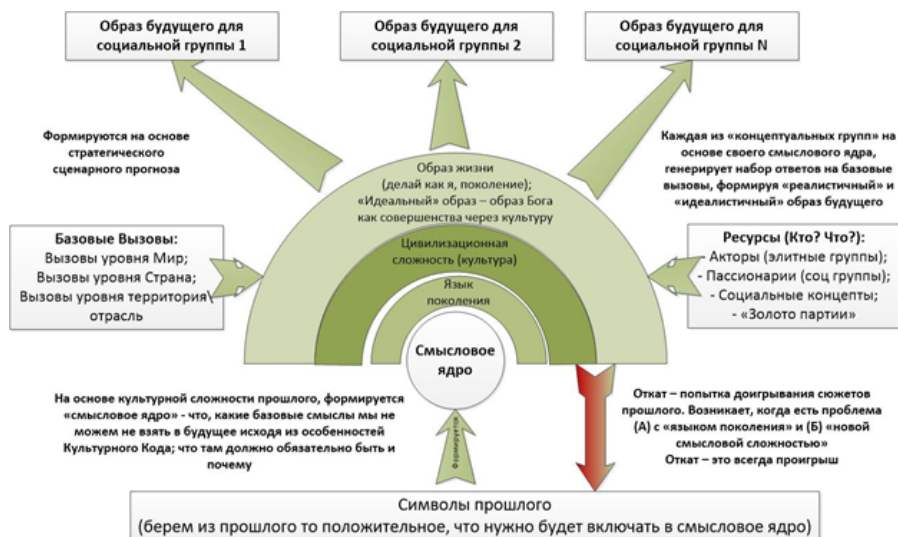 Образ будущего для
социальной группы 1
Образ будущего для
социальной группы 2
Образ будущего для
социальной группы N
Формируются на основе
стратегического
сценарного прогноза
Каждая из «концептуальных групп» на
основе своего смыслового ядра,
генерирует набор ответов на базовые
вызовы, формируя «реалистичный» и
«идеалистичный» образ будущего
Образ жизни
(делай как я, поколение);
«Идеальный» образ – образ Бога
как совершенства через культуру
Базовые Вызовы:
Вызовы уровня Мир;
Вызовы уровня Страна;
Вызовы уровня территория\
отрасль
Цивилизационная
сложность (культура)
Ресурсы (Кто? Что?):
- Акторы (элитные группы);
- Пассионарии (соц группы);
- Социальные концепты;
- «Золото партии»
Язык
поколения
Смысловое
ядро
На основе культурной сложности прошлого, формируется
«смысловое ядро» - что, какие базовые смыслы мы не
можем не взять в будущее исходя из особенностей
Культурного Кода; что там должно обязательно быть и
почему
Формируется
Откат – попытка доигрывания сюжетов
прошлого. Возникает, когда есть проблема
(А) с «языком поколения» и (Б) «новой
смысловой сложностью»
Откат – это всегда проигрыш
Символы прошлого
(берем из прошлого то положительное, что нужно будет включать в смысловое ядро)